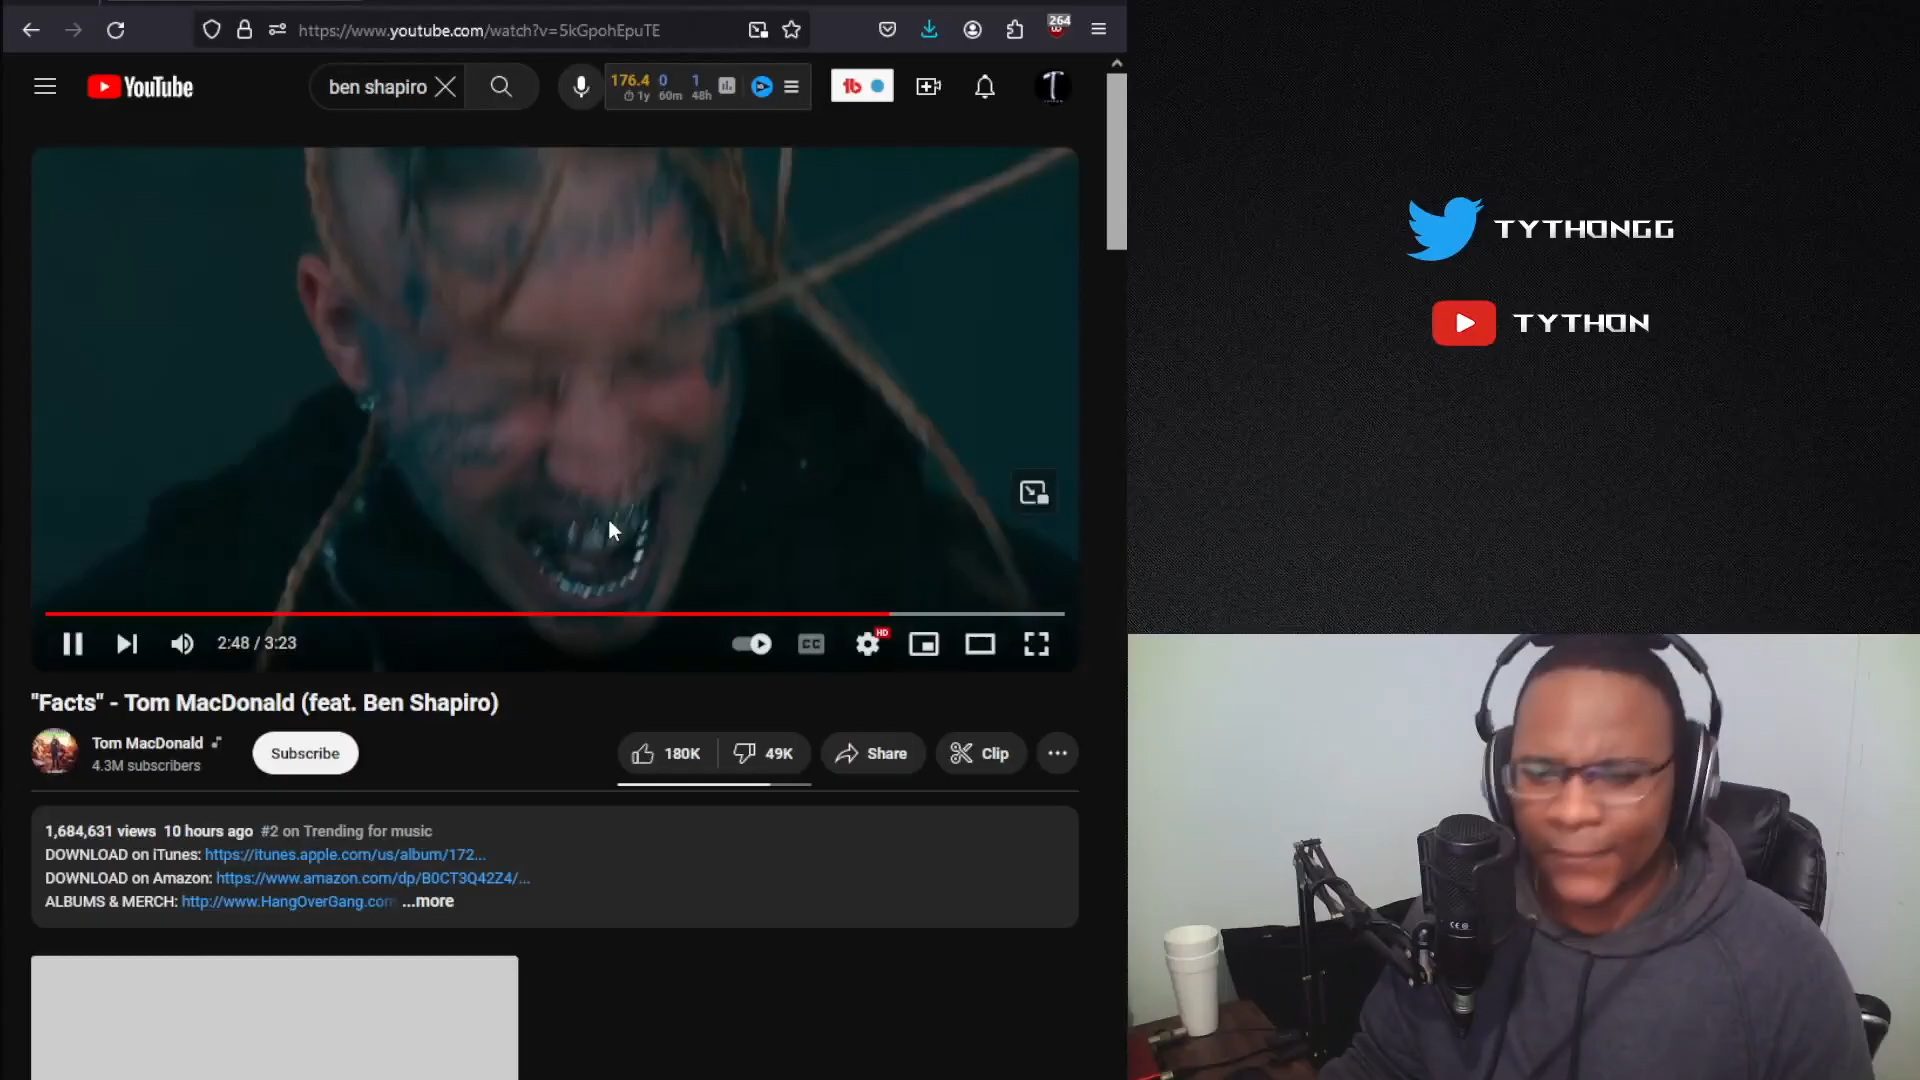 https://www.youtube.com/watch?v=5kGpohEpuTE
264
YouTube
ben shapiro
176.4 0 1
1y 60m 48h
tb
T
TYTHONGG
TYTHON
2:48 / 3:23
CC
HD
"Facts" - Tom MacDonald (feat. Ben Shapiro)
Tom MacDonald
4.3M subscribers
Subscribe
180K
49K
Share
Clip
1,684,631 views 10 hours ago #2 on Trending for music
DOWNLOAD on iTunes: https://itunes.apple.com/us/album/172...
DOWNLOAD on Amazon: https://www.amazon.com/dp/B0CT3Q42Z4/...
ALBUMS & MERCH: http://www.HangOverGang.com ...more